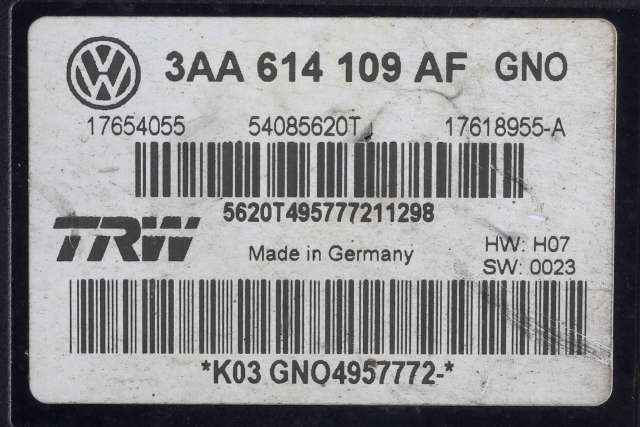 3AA 614 109 AF GNO
17654055 54085620T 17618955-A
5620T495777211298
TRW Made in Germany HW: H07
SW: 0023
*K03 GNO4957772-*